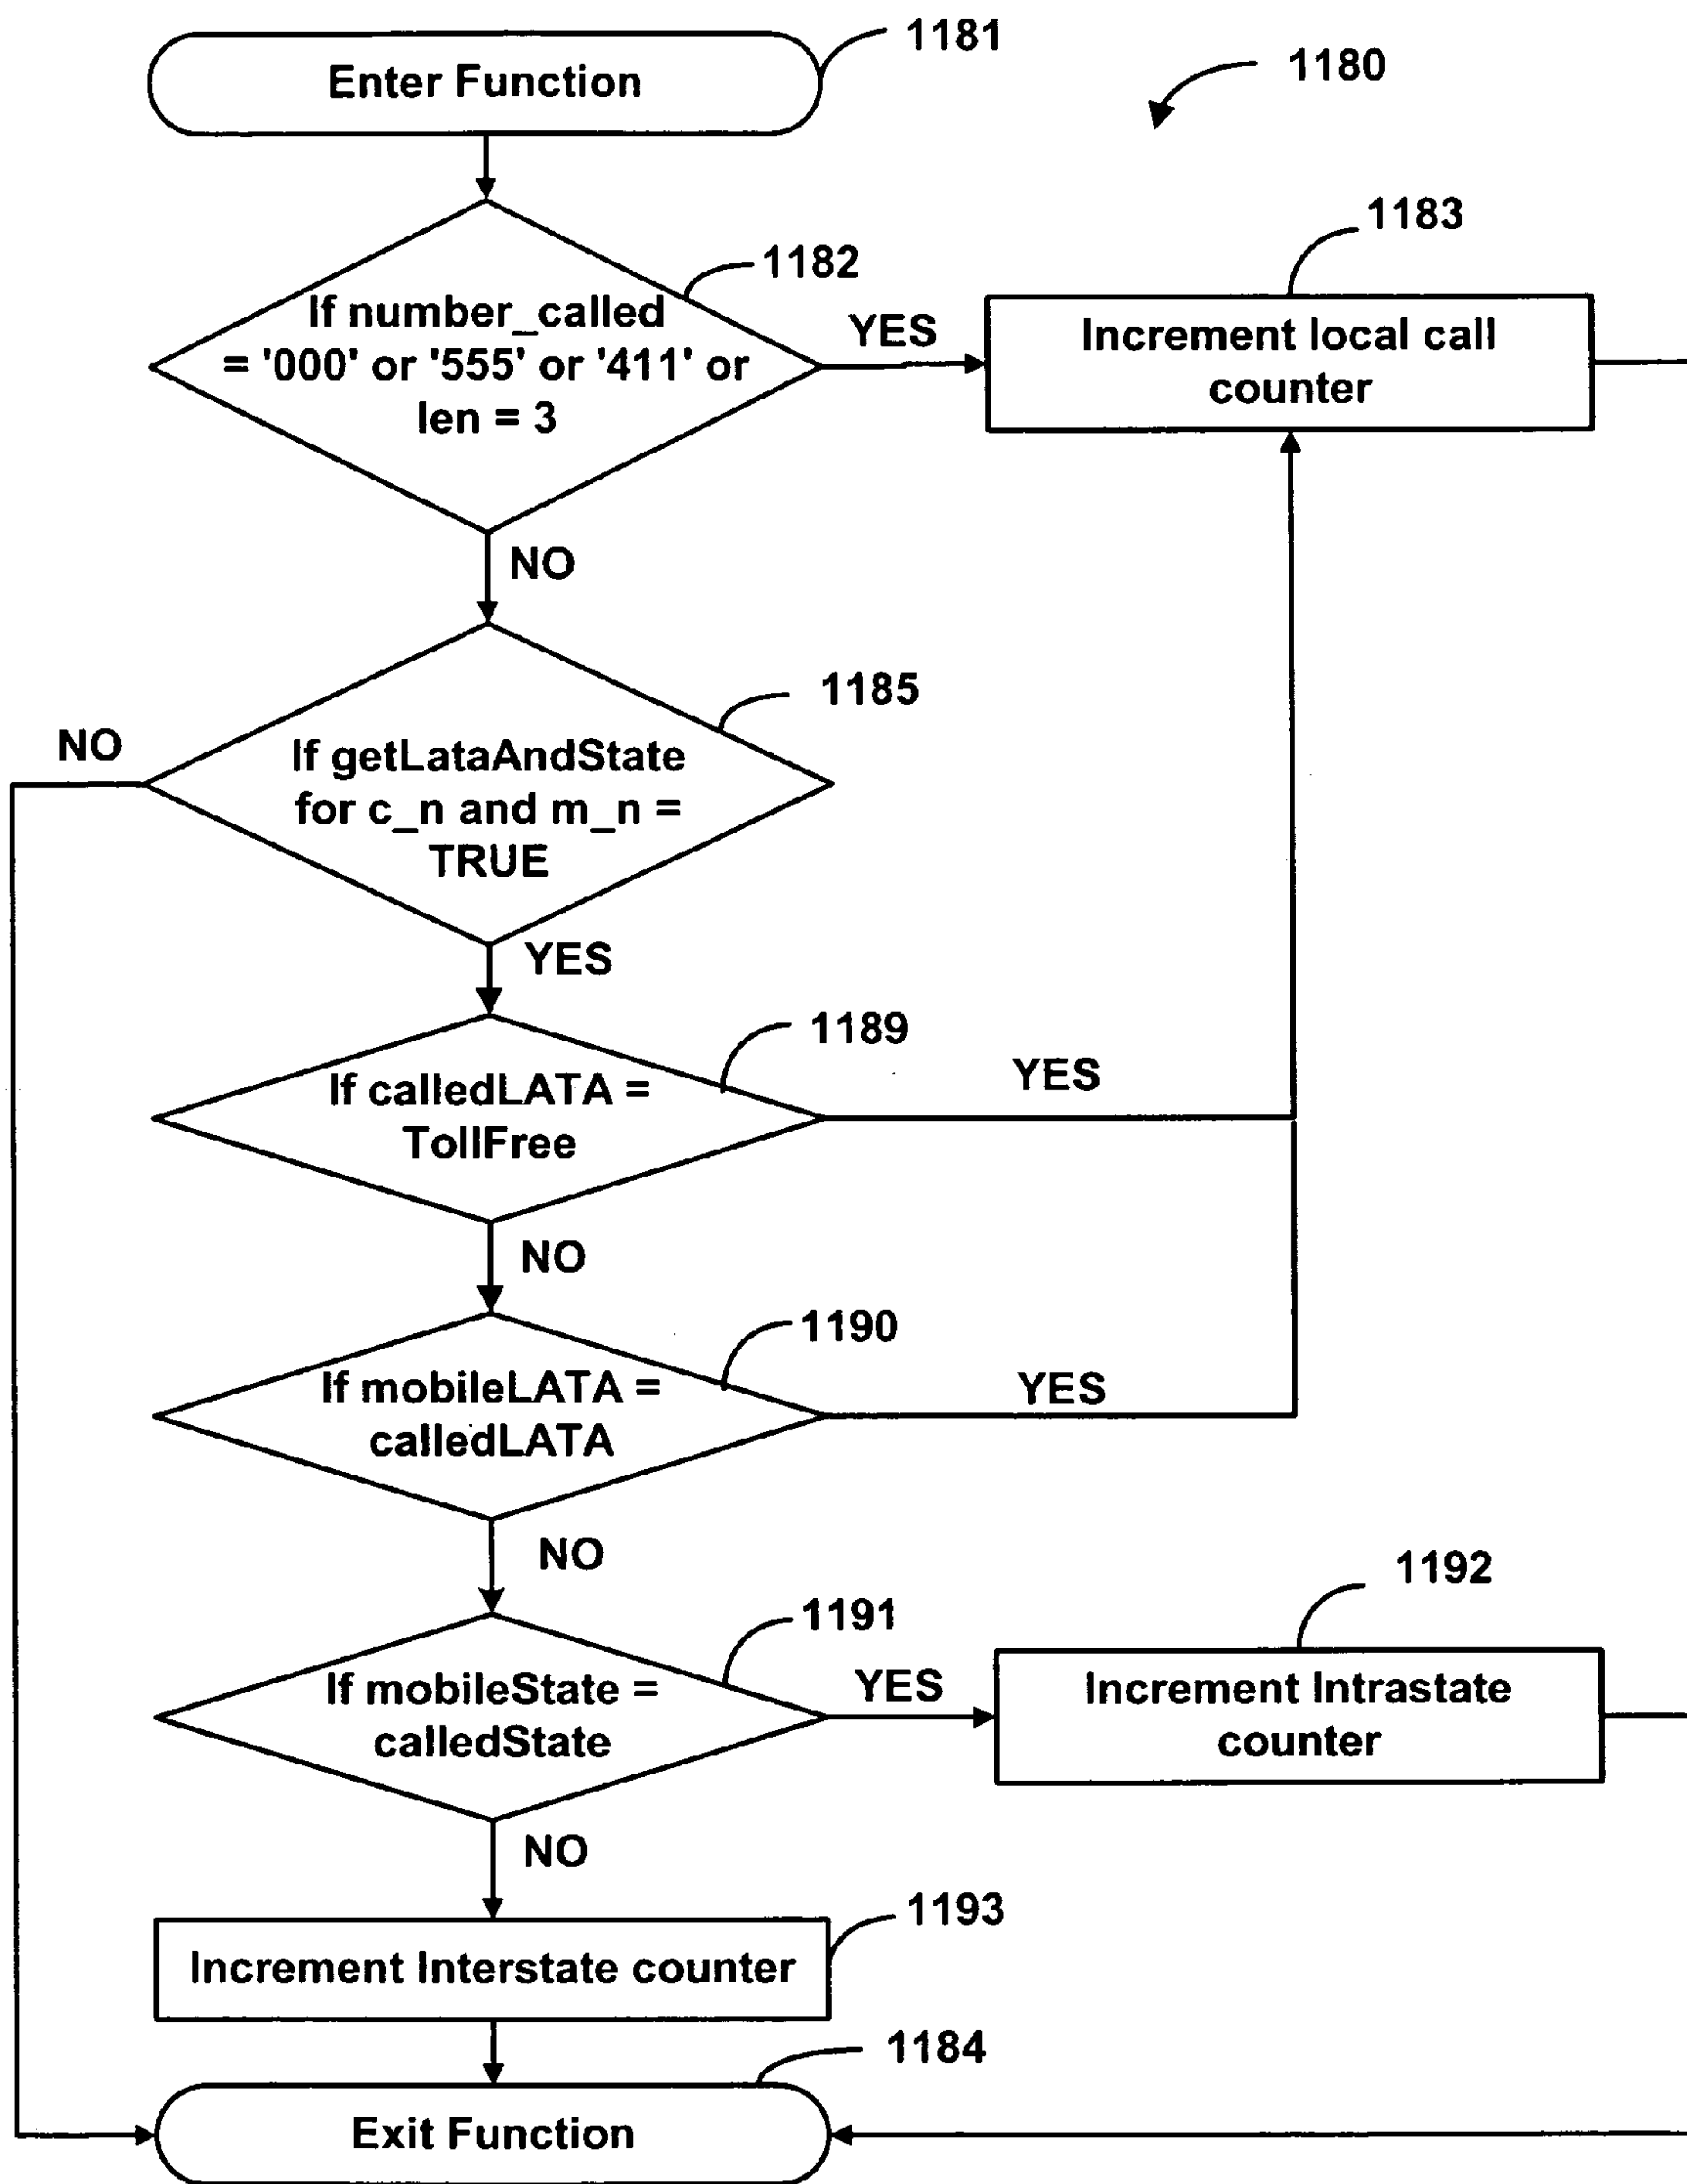 1181
Enter Function
1180
1183
1182
If number_called
= '000' or '555' or '411' or
len = 3
YES
Increment local call
counter
NO
1185
NO
If getLataAndState
for c_n and m_n =
TRUE
YES
1189
If calledLATA =
TollFree
YES
NO
1190
If mobileLATA =
calledLATA
YES
NO
1192
1191
If mobileState =
calledState
YES
Increment Intrastate
counter
NO
1193
Increment Interstate counter
1184
Exit Function